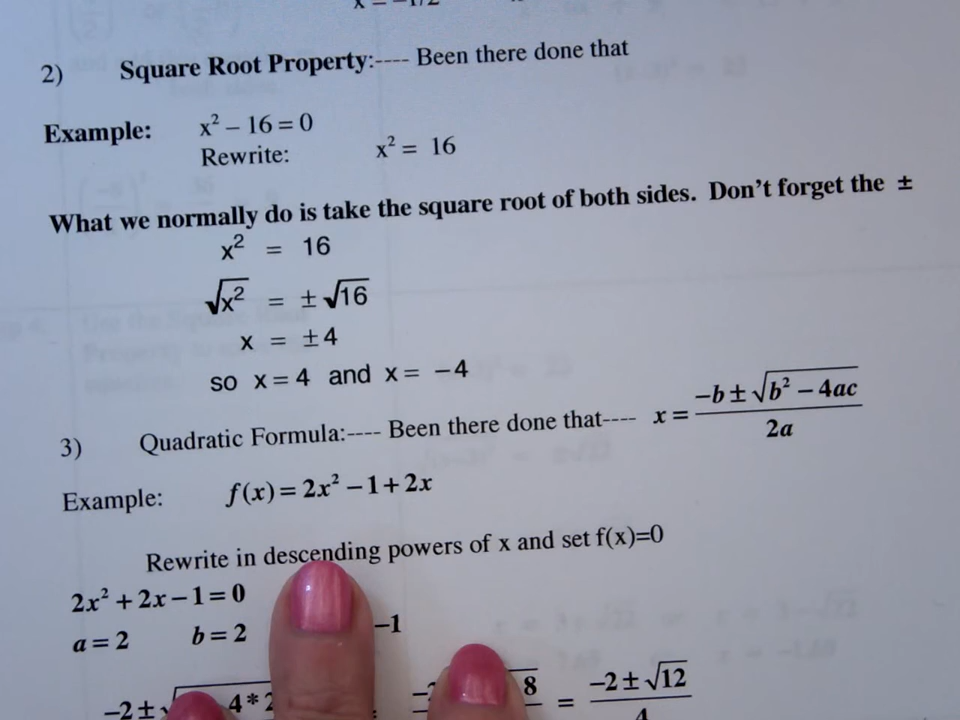 x = −1/2
2) Square Root Property:---- Been there done that
Example: x² − 16 = 0
Rewrite: x² = 16
What we normally do is take the square root of both sides. Don't forget the ±
x² = 16
√x² = ±√16
x = ±4
so x = 4 and x = −4
3) Quadratic Formula:---- Been there done that---- x = (−b ± √(b² − 4ac)) / 2a
Example: f(x) = 2x² − 1 + 2x
Rewrite in descending powers of x and set f(x)=0
2x² + 2x − 1 = 0
a = 2 b = 2 −1
−2 ± √ 4 * 8 = −2 ± √12
4